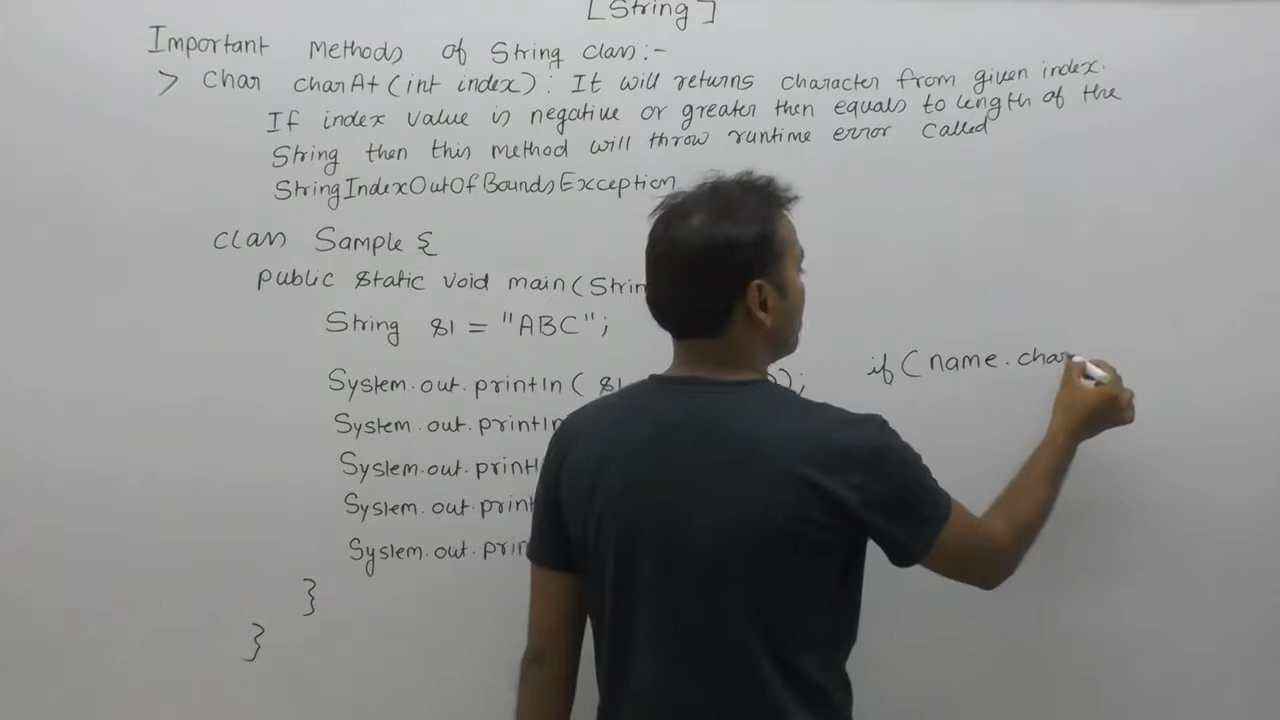 [String]
Important Methods of String class:-
> Char charAt(int index): It will returns character from given index.
If index value is negative or greater then equals to length of the
String then this method will throw runtime error called
StringIndexOutOfBoundsException
class Sample {
public static void main(Strin
String s1 = "ABC";
System.out.println( s1 );
if (name.cha
System.out.println
System.out.println
System.out.print
System.out.prin
}
}